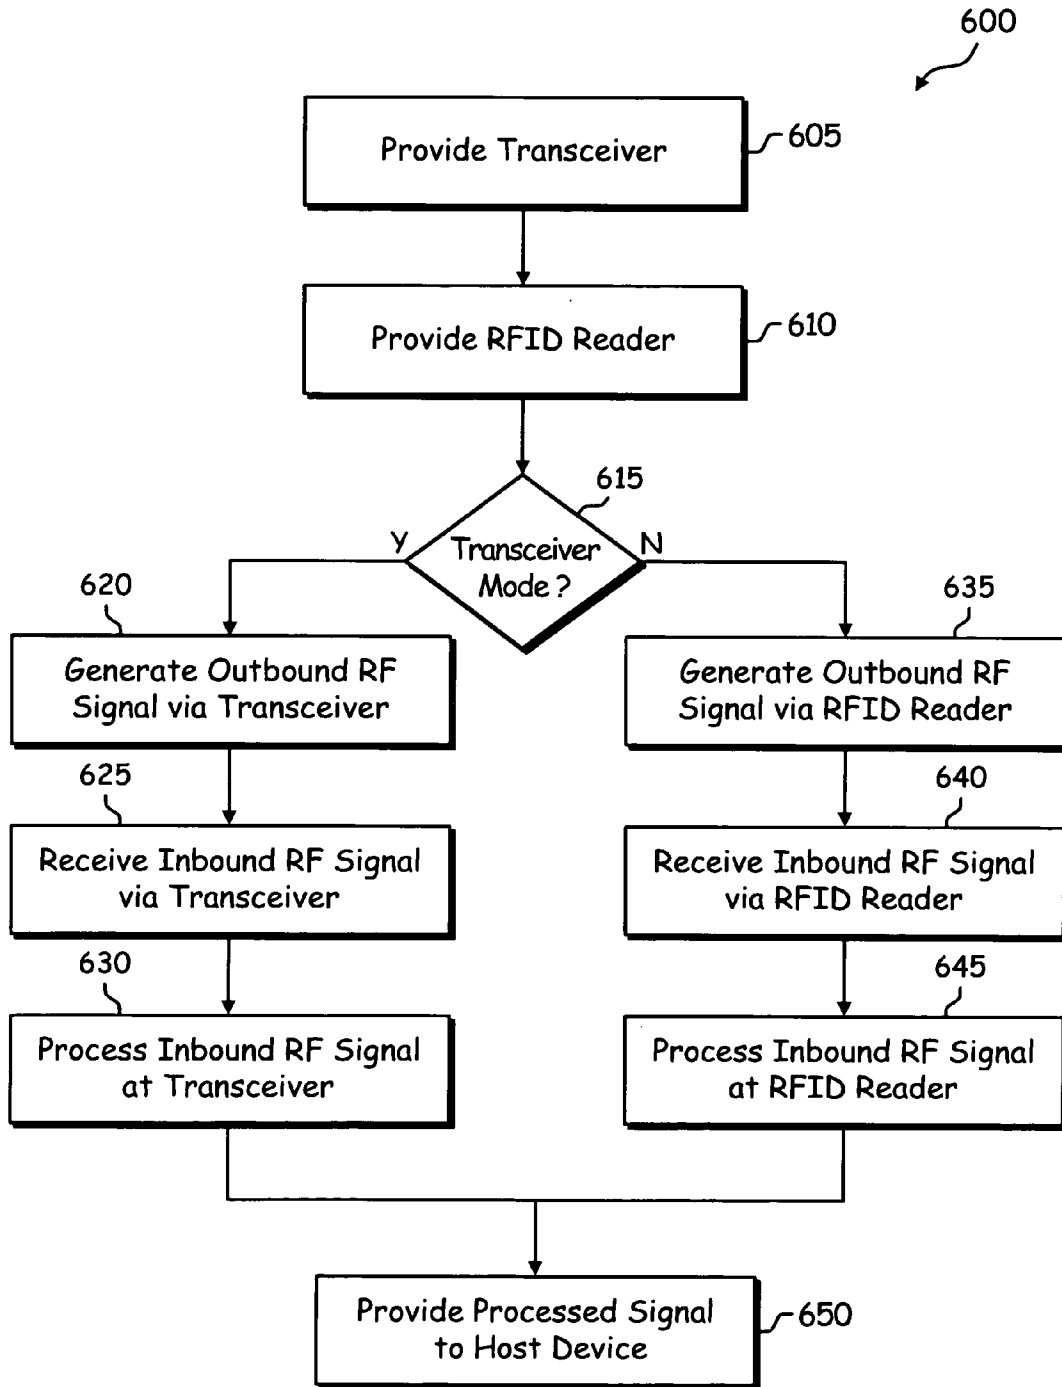 600
Provide Transceiver
605
Provide RFID Reader
610
615
Y
Transceiver
Mode?
N
620
Generate Outbound RF
Signal via Transceiver
635
Generate Outbound RF
Signal via RFID Reader
625
Receive Inbound RF Signal
via Transceiver
640
Receive Inbound RF Signal
via RFID Reader
630
Process Inbound RF Signal
at Transceiver
645
Process Inbound RF Signal
at RFID Reader
Provide Processed Signal
to Host Device
650